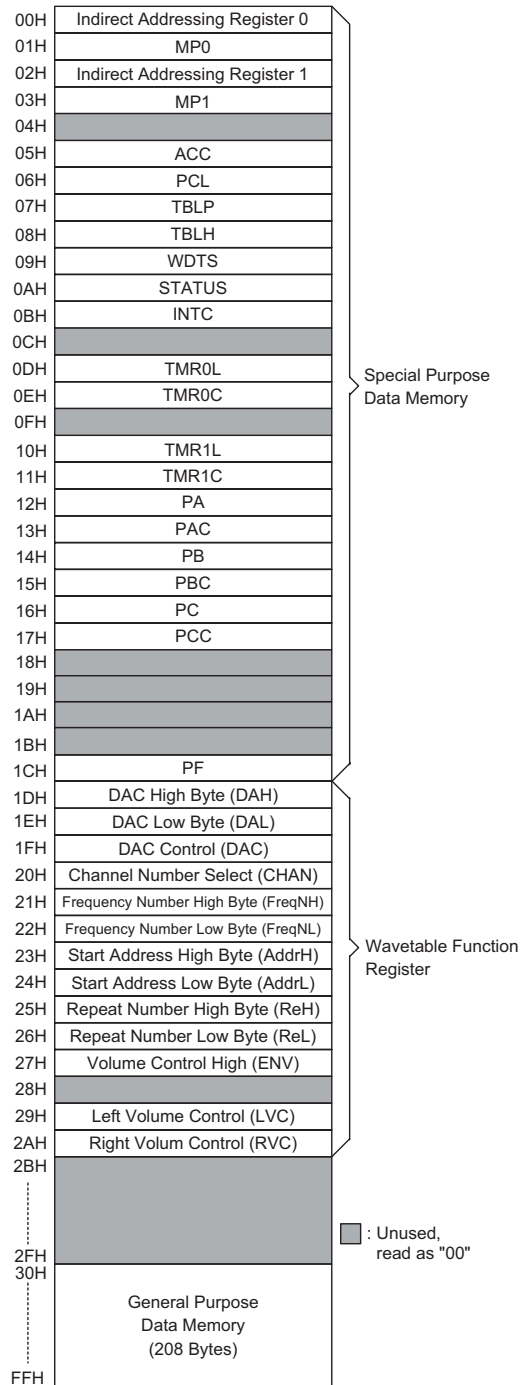 00H Indirect Addressing Register 0
01H MP0
02H Indirect Addressing Register 1
03H MP1
04H
05H ACC
06H PCL
07H TBLP
08H TBLH
09H WDTS
0AH STATUS
0BH INTC
0CH
0DH TMR0L
0EH TMR0C
0FH
10H TMR1L
11H TMR1C
12H PA
13H PAC
14H PB
15H PBC
16H PC
17H PCC
18H
19H
1AH
1BH
1CH PF
Special Purpose
Data Memory
1DH DAC High Byte (DAH)
1EH DAC Low Byte (DAL)
1FH DAC Control (DAC)
20H Channel Number Select (CHAN)
21H Frequency Number High Byte (FreqNH)
22H Frequency Number Low Byte (FreqNL)
23H Start Address High Byte (AddrH)
24H Start Address Low Byte (AddrL)
25H Repeat Number High Byte (ReH)
26H Repeat Number Low Byte (ReL)
27H Volume Control High (ENV)
28H
29H Left Volume Control (LVC)
2AH Right Volum Control (RVC)
Wavetable Function
Register
2BH
2FH
: Unused,
read as "00"
30H
General Purpose
Data Memory
(208 Bytes)
FFH